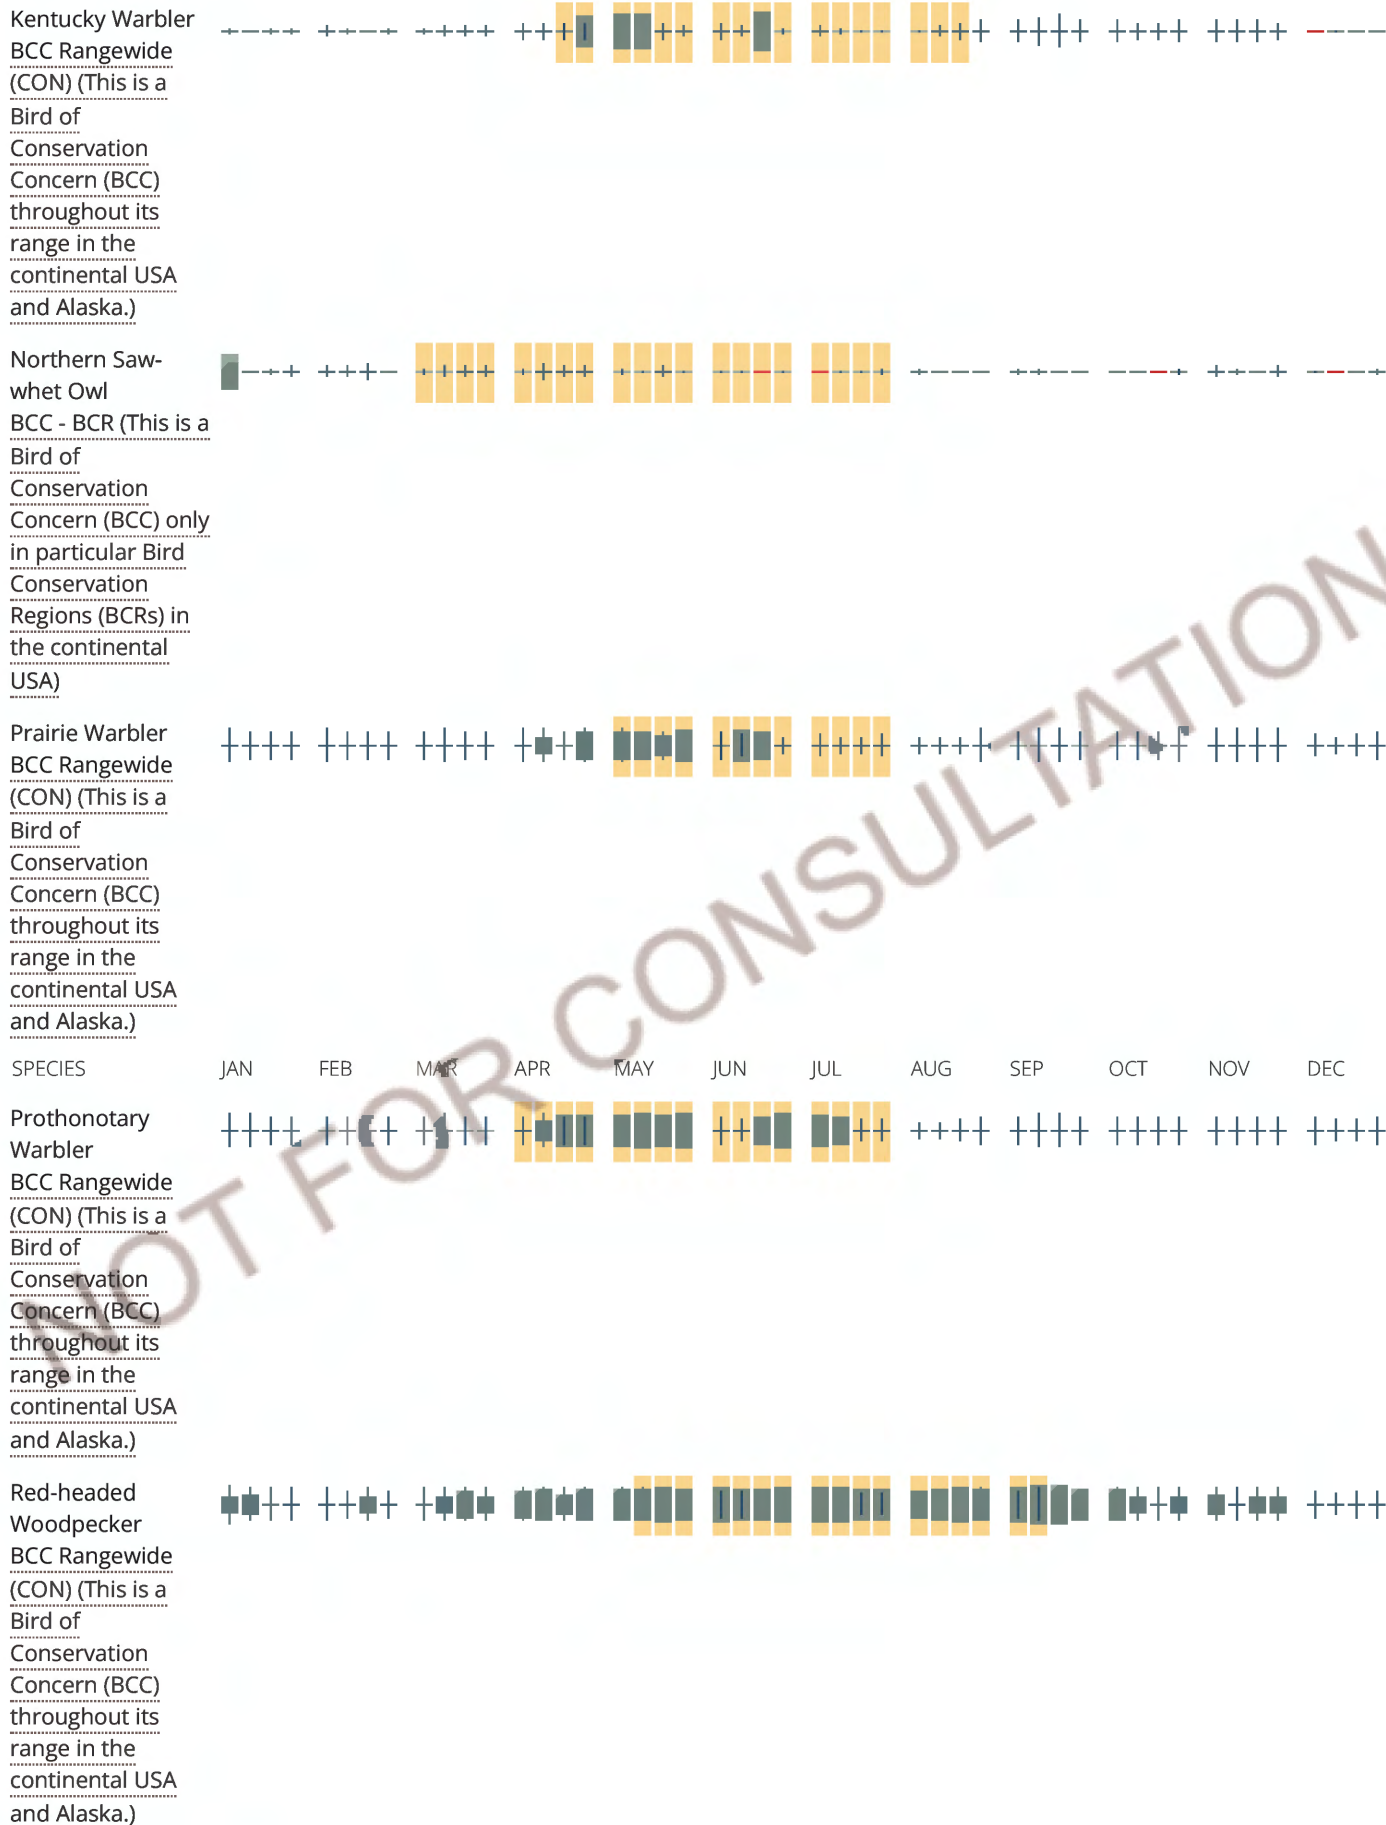 Kentucky Warbler
BCC Rangewide
(CON) (This is a
Bird of
Conservation
Concern (BCC)
throughout its
range in the
continental USA
and Alaska.)
Northern Saw-
whet Owl
BCC - BCR (This is a
Bird of
Conservation
Concern (BCC) only
in particular Bird
Conservation
Regions (BCRs) in
the continental
USA)
Prairie Warbler
BCC Rangewide
(CON) (This is a
Bird of
Conservation
Concern (BCC)
throughout its
range in the
continental USA
and Alaska.)
SPECIES JAN FEB MAR APR MAY JUN JUL AUG SEP OCT NOV DEC
Prothonotary
Warbler
BCC Rangewide
(CON) (This is a
Bird of
Conservation
Concern (BCC)
throughout its
range in the
continental USA
and Alaska.)
Red-headed
Woodpecker
BCC Rangewide
(CON) (This is a
Bird of
Conservation
Concern (BCC)
throughout its
range in the
continental USA
and Alaska.)
NOT FOR CONSULTATION